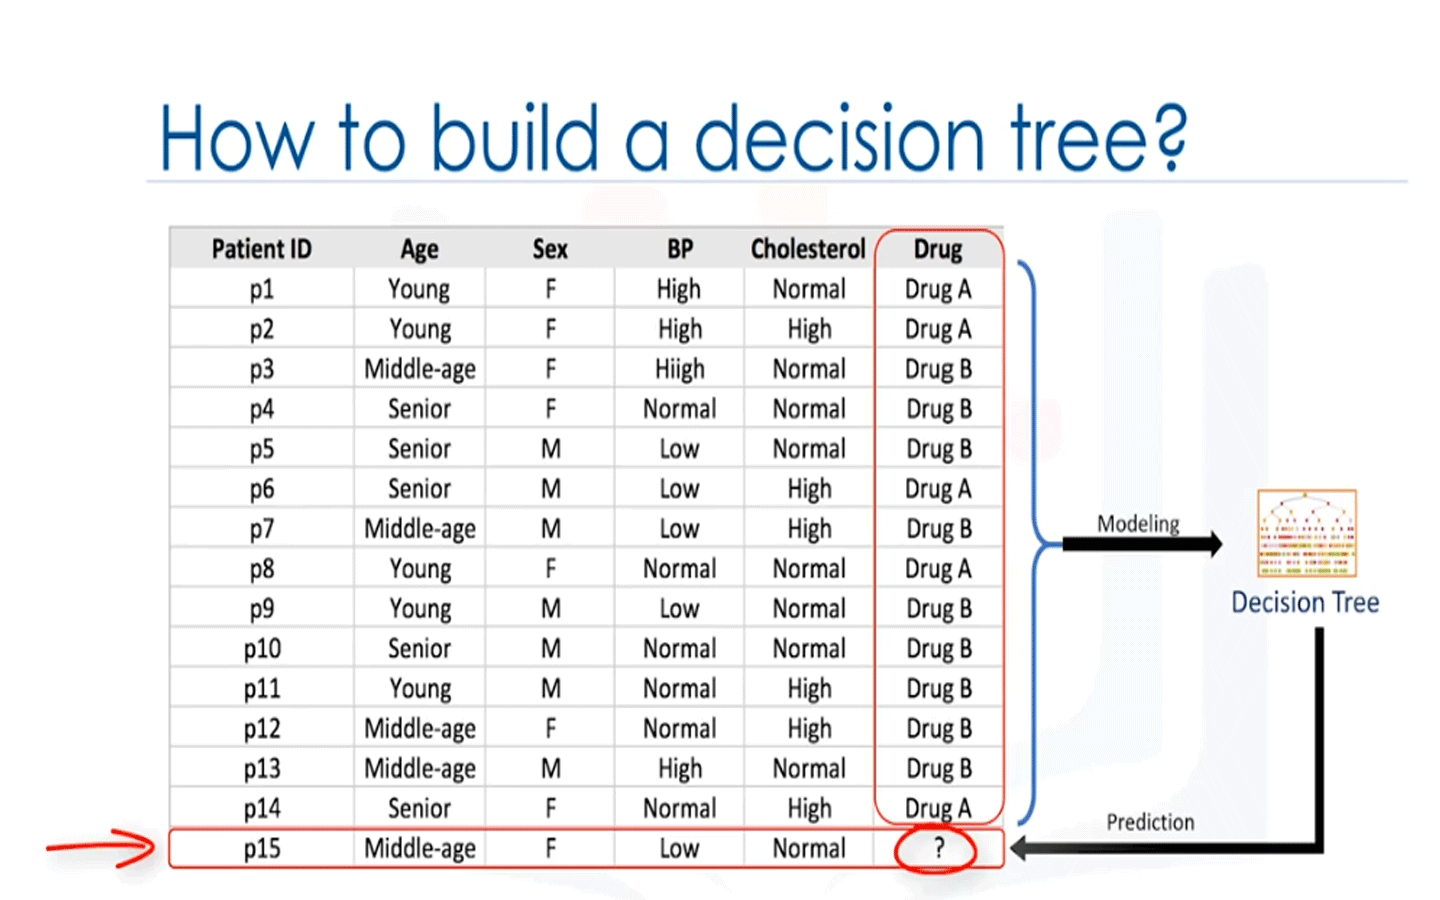 How to build a decision tree?
Patient ID Age Sex BP Cholesterol Drug
p1 Young F High Normal Drug A
p2 Young F High High Drug A
p3 Middle-age F Hiigh Normal Drug B
p4 Senior F Normal Normal Drug B
p5 Senior M Low Normal Drug B
p6 Senior M Low High Drug A
p7 Middle-age M Low High Drug B
p8 Young F Normal Normal Drug A
p9 Young M Low Normal Drug B
p10 Senior M Normal Normal Drug B
p11 Young M Normal High Drug B
p12 Middle-age F Normal High Drug B
p13 Middle-age M High Normal Drug B
p14 Senior F Normal High Drug A
p15 Middle-age F Low Normal ?
Modeling
Decision Tree
Prediction